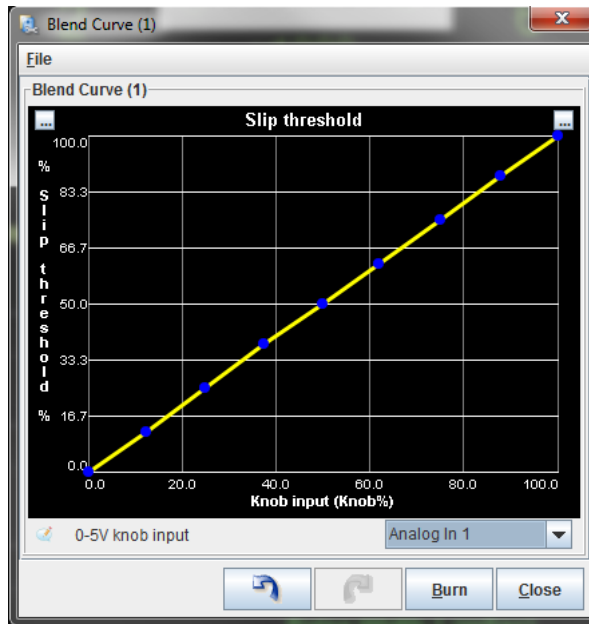 Blend Curve (1)
File
Blend Curve (1)
...
Slip threshold
...
% Slip threshold %
100.0
83.3
66.7
50.0
33.3
16.7
0.0
0.0 20.0 40.0 60.0 80.0 100.0
Knob input (Knob%)
0-5V knob input
Analog In 1
Burn
Close